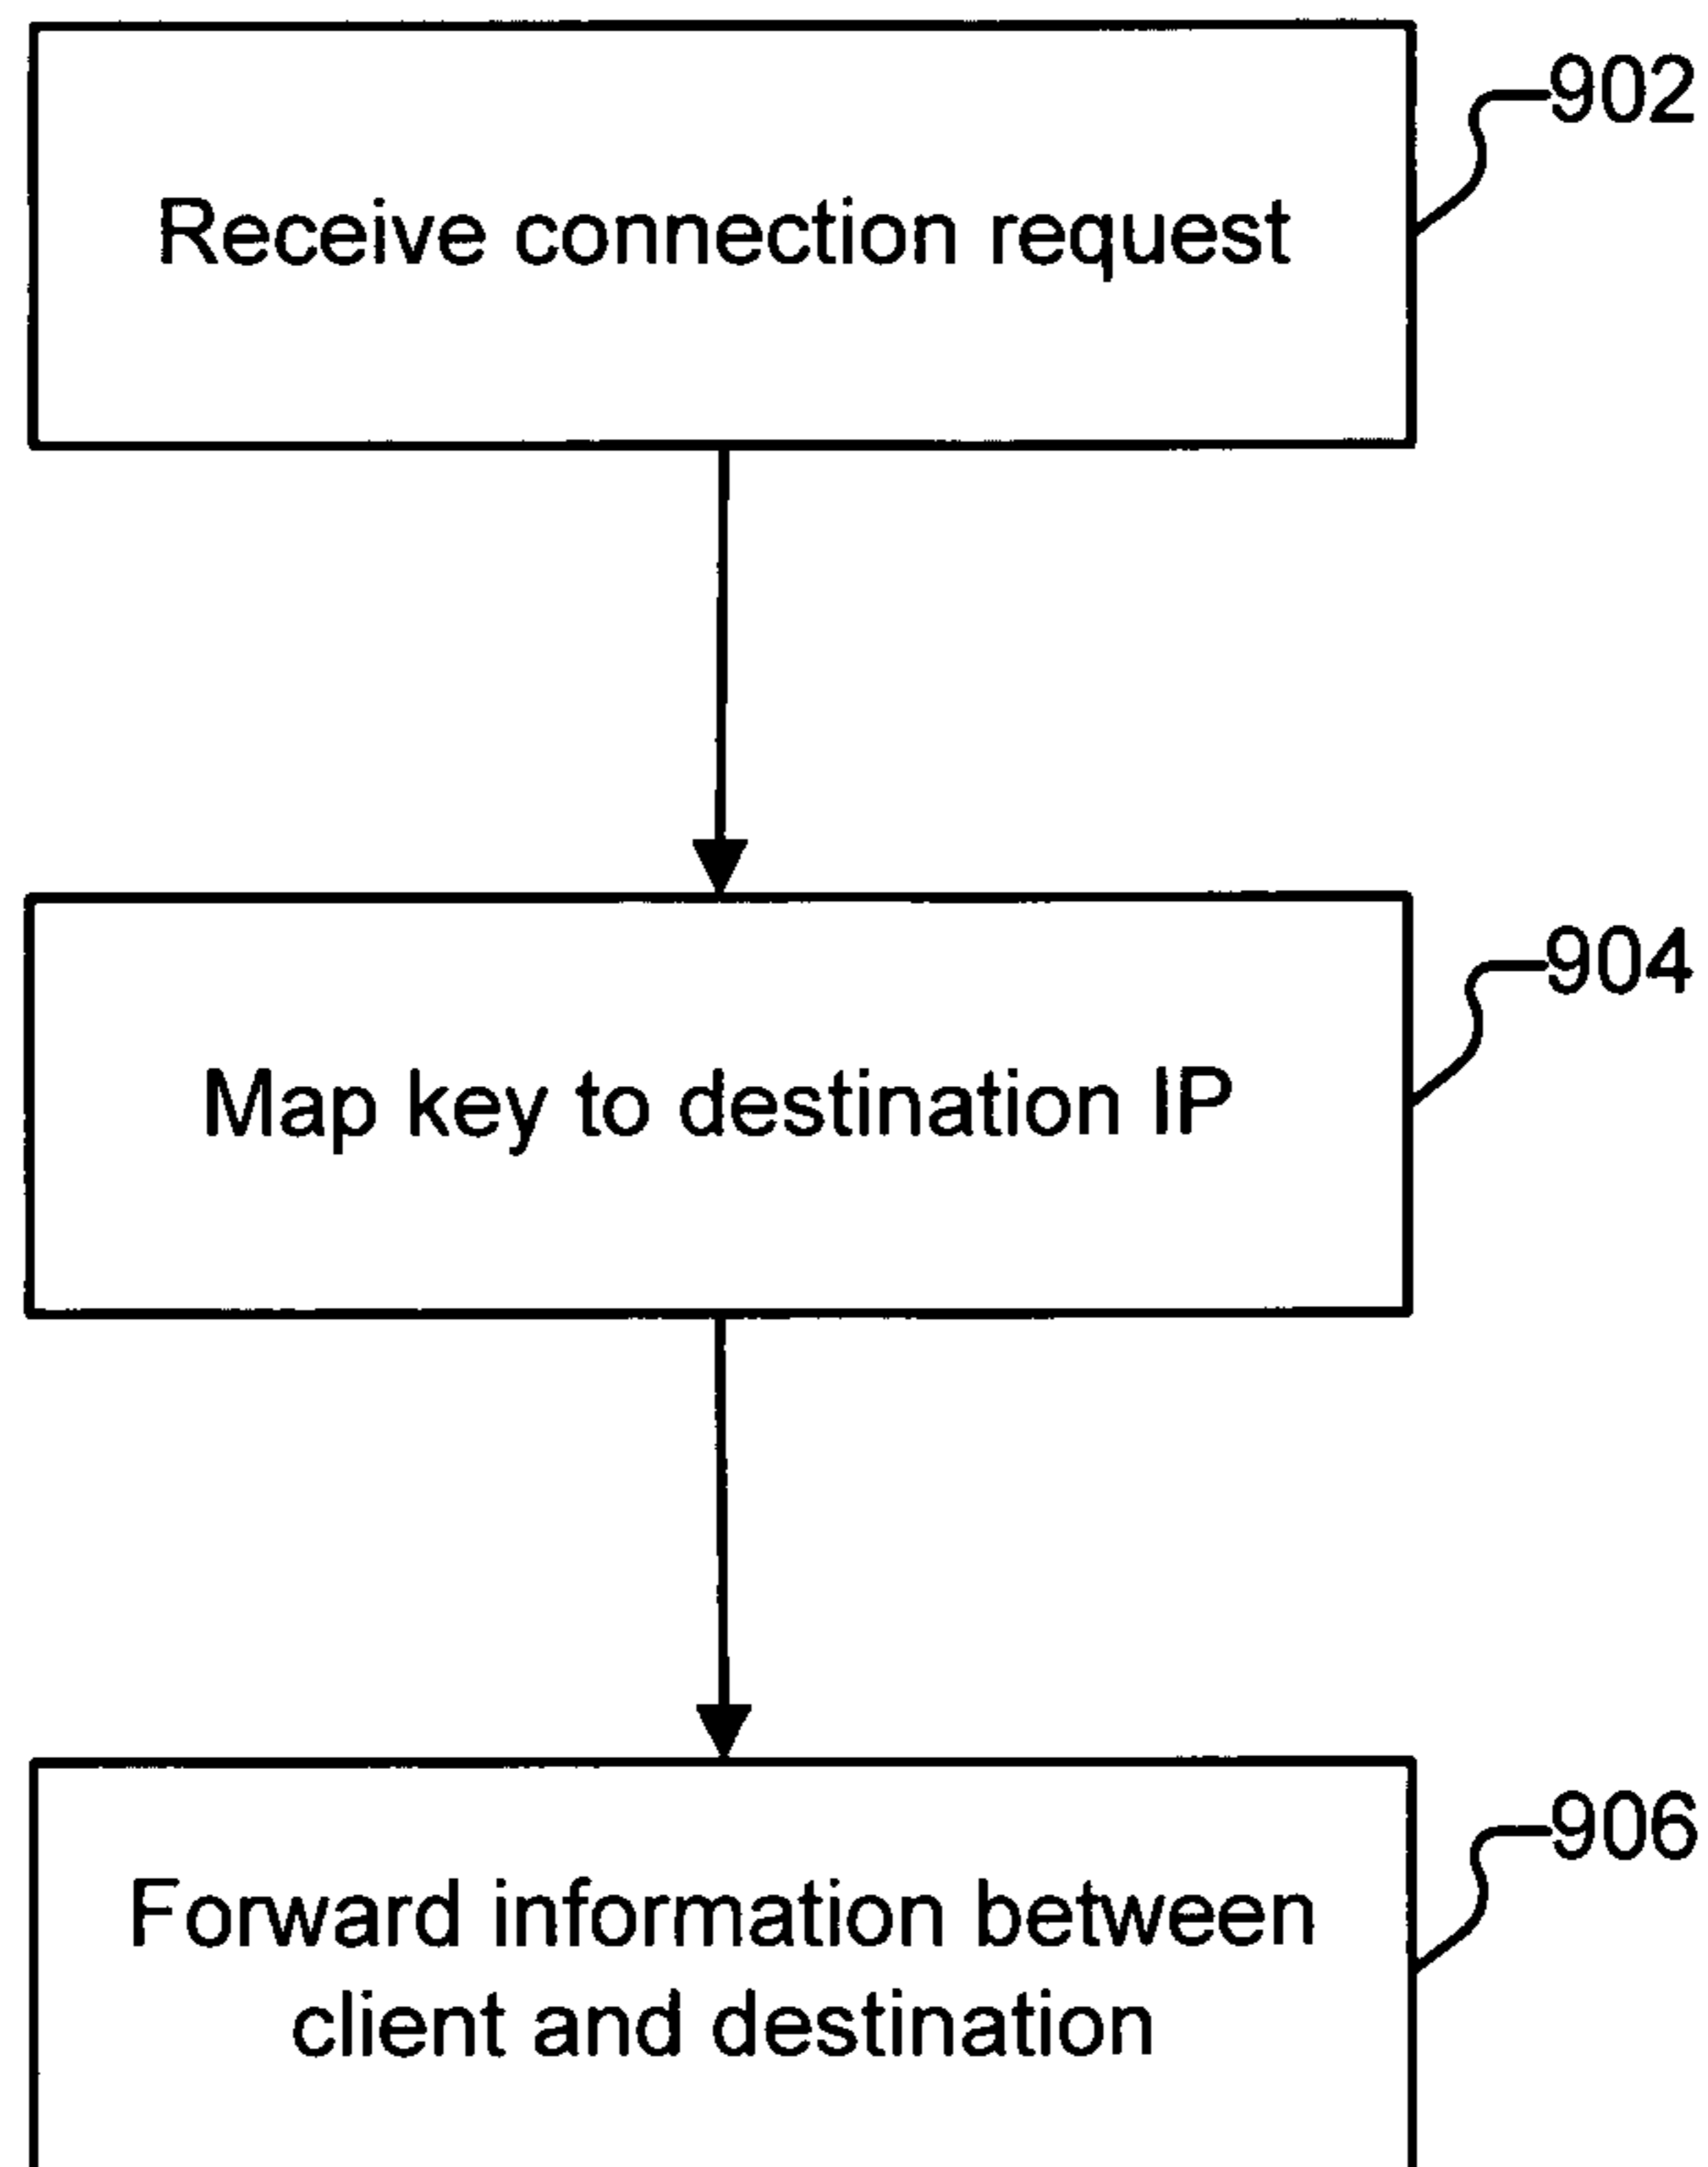 902
Receive connection request
904
Map key to destination IP
906
Forward information between
client and destination